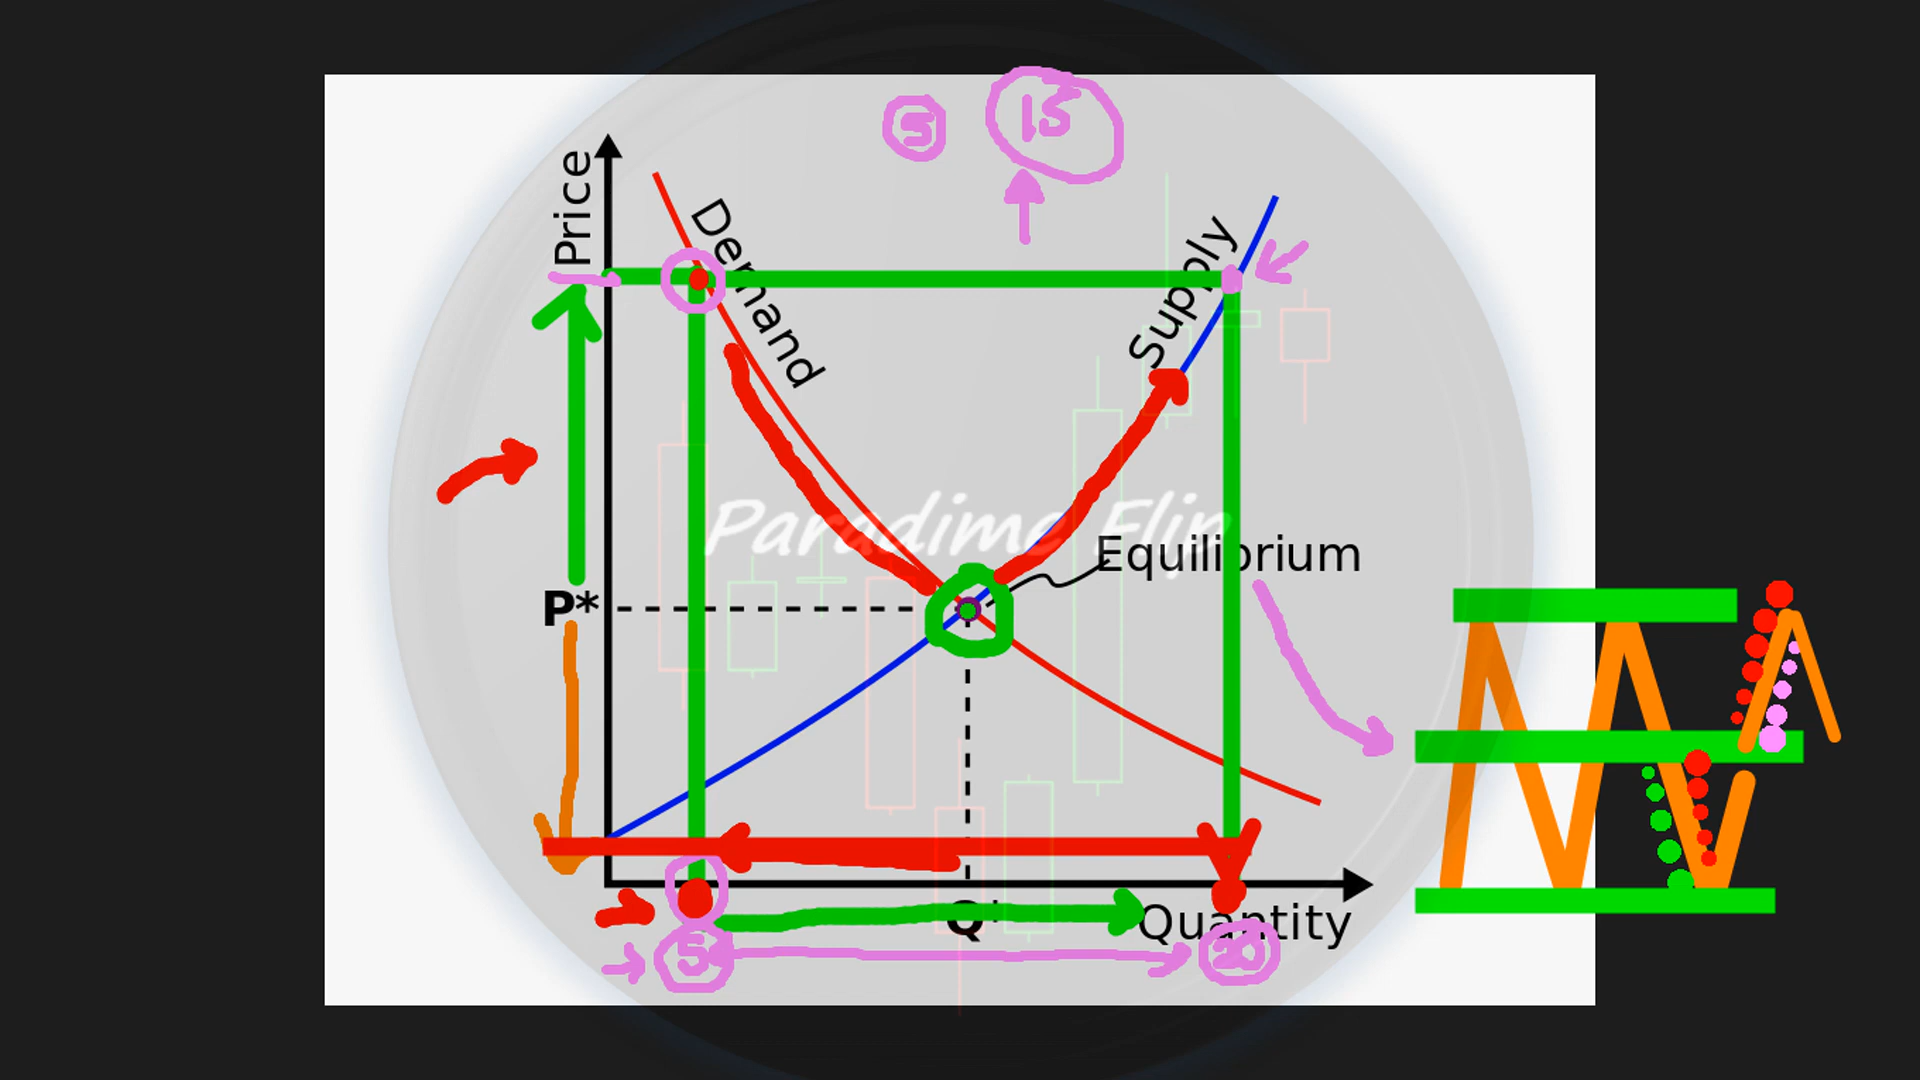 5 15
Price
Demand
Supply
Paradime Flip
Equilibrium
P*
Q*
Quantity
5 20